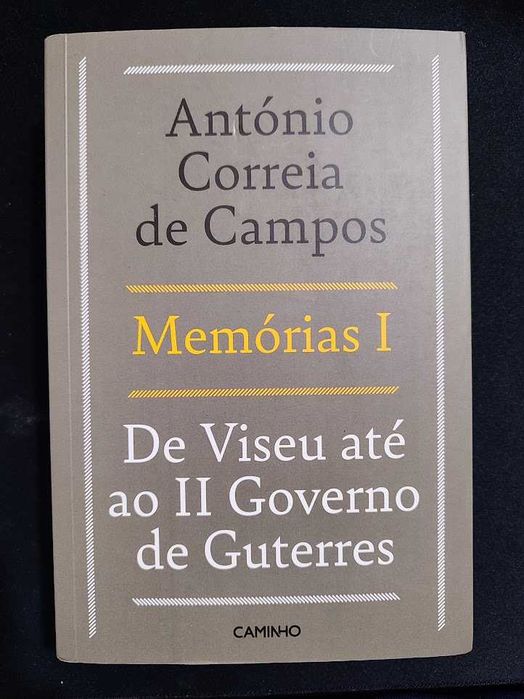 António
Correia
de Campos
Memórias I
De Viseu até
ao II Governo
de Guterres
CAMINHO